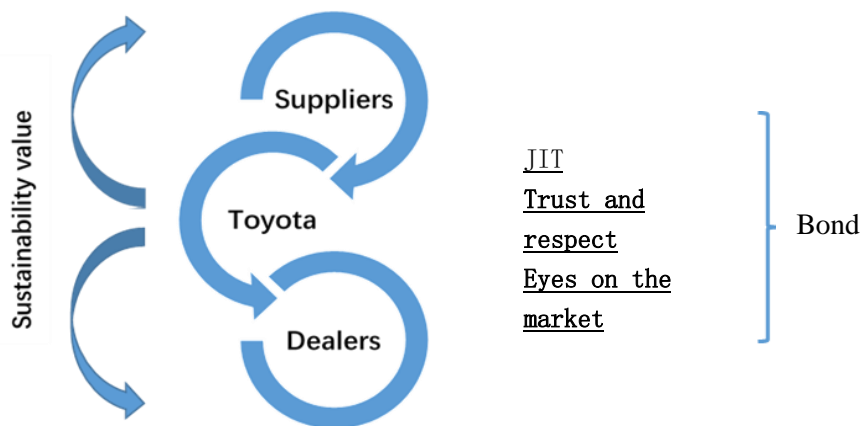 Sustainability value
Suppliers
Toyota
Dealers
JIT
Trust and
respect
Eyes on the
market
Bond